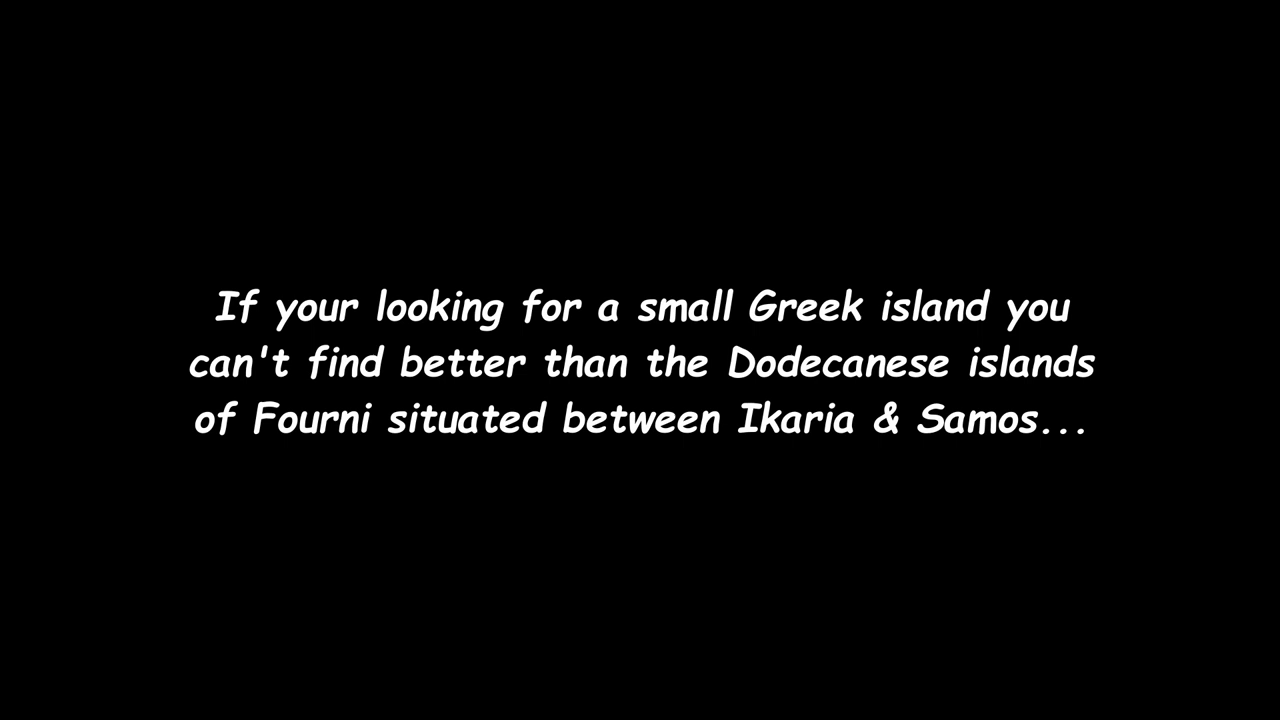 If your looking for a small Greek island you
can't find better than the Dodecanese islands
of Fourni situated between Ikaria & Samos...